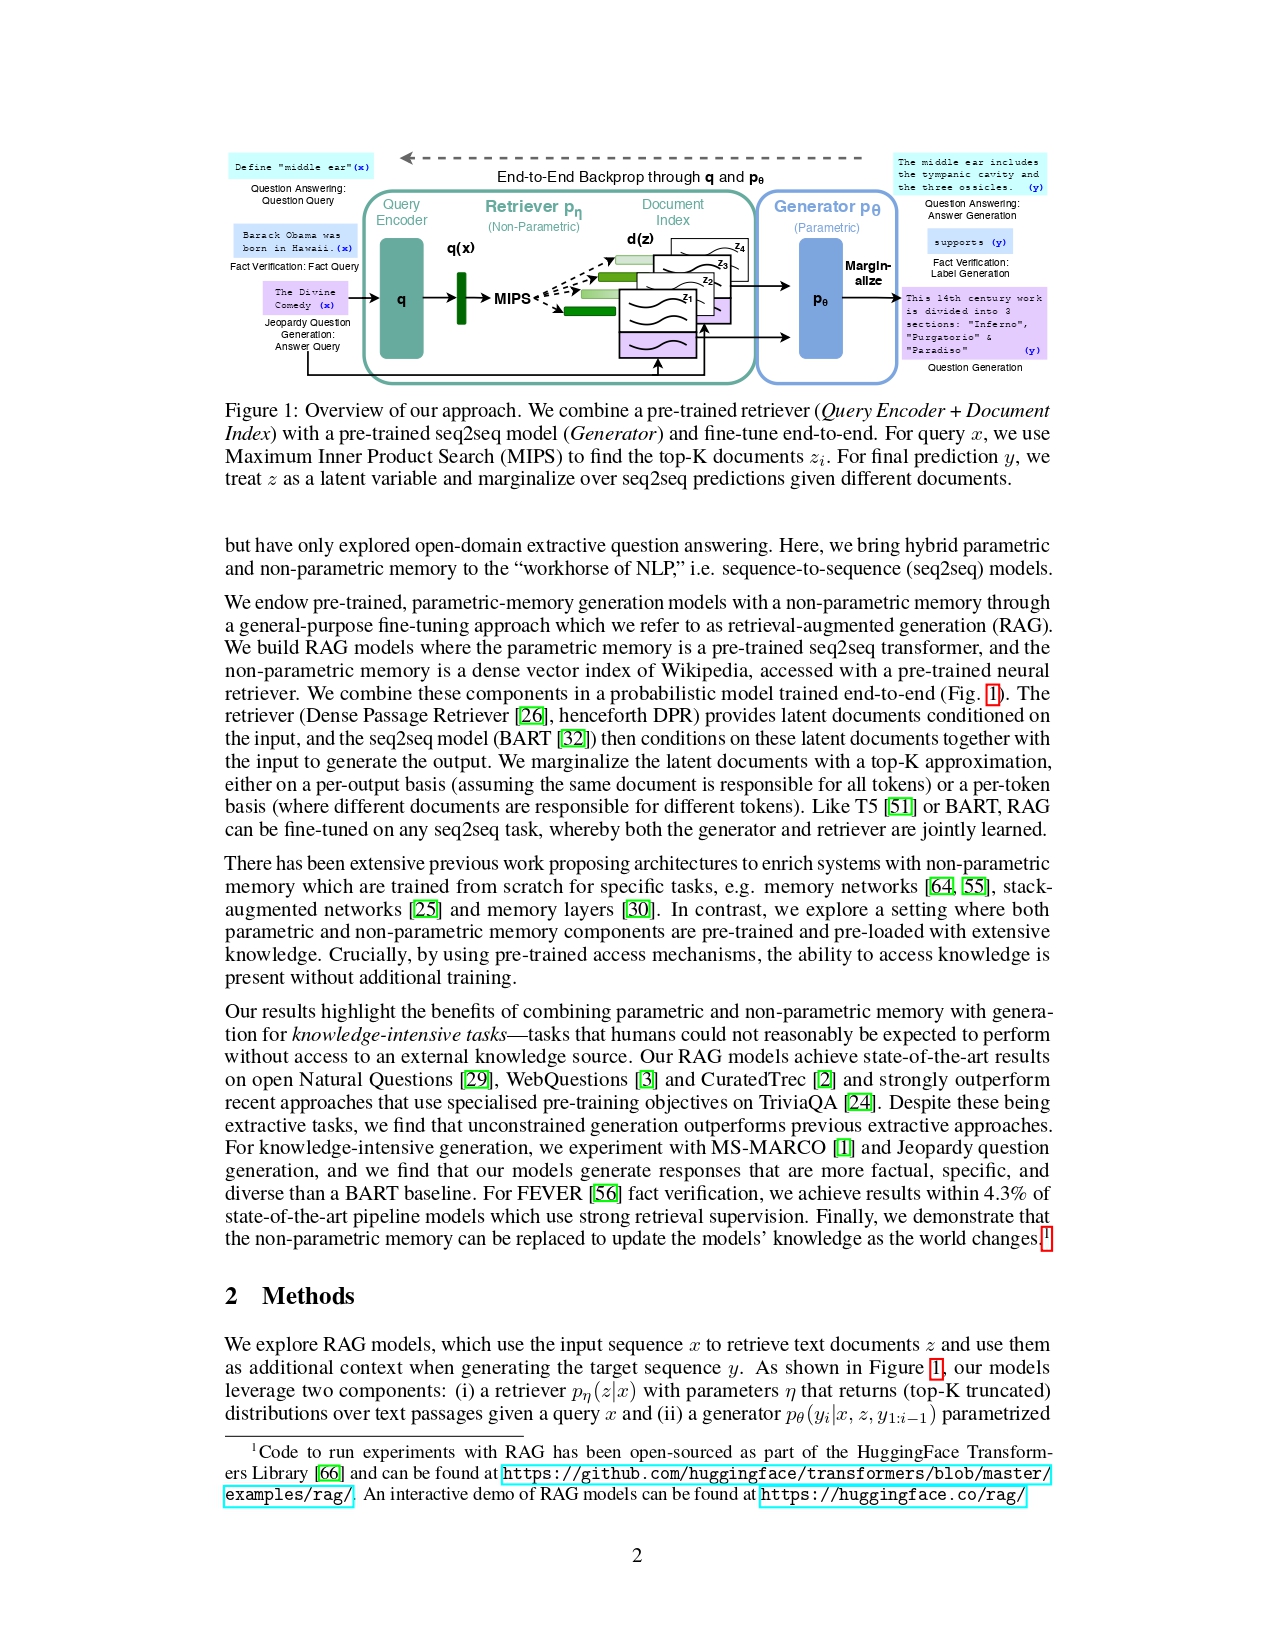 Define "middle ear"(x)
Question Answering:
Question Query
Barack Obama was
born in Hawaii.(x)
Fact Verification: Fact Query
The Divine
Comedy (x)
Jeopardy Question
Generation:
Answer Query
End-to-End Backprop through q and pθ
Query
Encoder
Retriever pη
(Non-Parametric)
Document
Index
q
q(x)
MIPS
d(z)
z4
z3
z2
z1
Generator pθ
(Parametric)
pθ
Margin-
alize
The middle ear includes
the tympanic cavity and
the three ossicles. (y)
Question Answering:
Answer Generation
supports (y)
Fact Verification:
Label Generation
This 14th century work
is divided into 3
sections: "Inferno",
"Purgatorio" &
"Paradiso" (y)
Question Generation
Figure 1: Overview of our approach. We combine a pre-trained retriever (Query Encoder + Document
Index) with a pre-trained seq2seq model (Generator) and fine-tune end-to-end. For query x, we use
Maximum Inner Product Search (MIPS) to find the top-K documents zi. For final prediction y, we
treat z as a latent variable and marginalize over seq2seq predictions given different documents.
but have only explored open-domain extractive question answering. Here, we bring hybrid parametric
and non-parametric memory to the “workhorse of NLP,” i.e. sequence-to-sequence (seq2seq) models.
We endow pre-trained, parametric-memory generation models with a non-parametric memory through
a general-purpose fine-tuning approach which we refer to as retrieval-augmented generation (RAG).
We build RAG models where the parametric memory is a pre-trained seq2seq transformer, and the
non-parametric memory is a dense vector index of Wikipedia, accessed with a pre-trained neural
retriever. We combine these components in a probabilistic model trained end-to-end (Fig. 1). The
retriever (Dense Passage Retriever [26], henceforth DPR) provides latent documents conditioned on
the input, and the seq2seq model (BART [32]) then conditions on these latent documents together with
the input to generate the output. We marginalize the latent documents with a top-K approximation,
either on a per-output basis (assuming the same document is responsible for all tokens) or a per-token
basis (where different documents are responsible for different tokens). Like T5 [51] or BART, RAG
can be fine-tuned on any seq2seq task, whereby both the generator and retriever are jointly learned.
There has been extensive previous work proposing architectures to enrich systems with non-parametric
memory which are trained from scratch for specific tasks, e.g. memory networks [64, 55], stack-
augmented networks [25] and memory layers [30]. In contrast, we explore a setting where both
parametric and non-parametric memory components are pre-trained and pre-loaded with extensive
knowledge. Crucially, by using pre-trained access mechanisms, the ability to access knowledge is
present without additional training.
Our results highlight the benefits of combining parametric and non-parametric memory with genera-
tion for knowledge-intensive tasks—tasks that humans could not reasonably be expected to perform
without access to an external knowledge source. Our RAG models achieve state-of-the-art results
on open Natural Questions [29], WebQuestions [3] and CuratedTrec [2] and strongly outperform
recent approaches that use specialised pre-training objectives on TriviaQA [24]. Despite these being
extractive tasks, we find that unconstrained generation outperforms previous extractive approaches.
For knowledge-intensive generation, we experiment with MS-MARCO [1] and Jeopardy question
generation, and we find that our models generate responses that are more factual, specific, and
diverse than a BART baseline. For FEVER [56] fact verification, we achieve results within 4.3% of
state-of-the-art pipeline models which use strong retrieval supervision. Finally, we demonstrate that
the non-parametric memory can be replaced to update the models’ knowledge as the world changes.1
2 Methods
We explore RAG models, which use the input sequence x to retrieve text documents z and use them
as additional context when generating the target sequence y. As shown in Figure 1, our models
leverage two components: (i) a retriever pη(z|x) with parameters η that returns (top-K truncated)
distributions over text passages given a query x and (ii) a generator pθ(yi|x, z, y1:i−1) parametrized
1Code to run experiments with RAG has been open-sourced as part of the HuggingFace Transform-
ers Library [66] and can be found at https://github.com/huggingface/transformers/blob/master/
examples/rag/. An interactive demo of RAG models can be found at https://huggingface.co/rag/
2